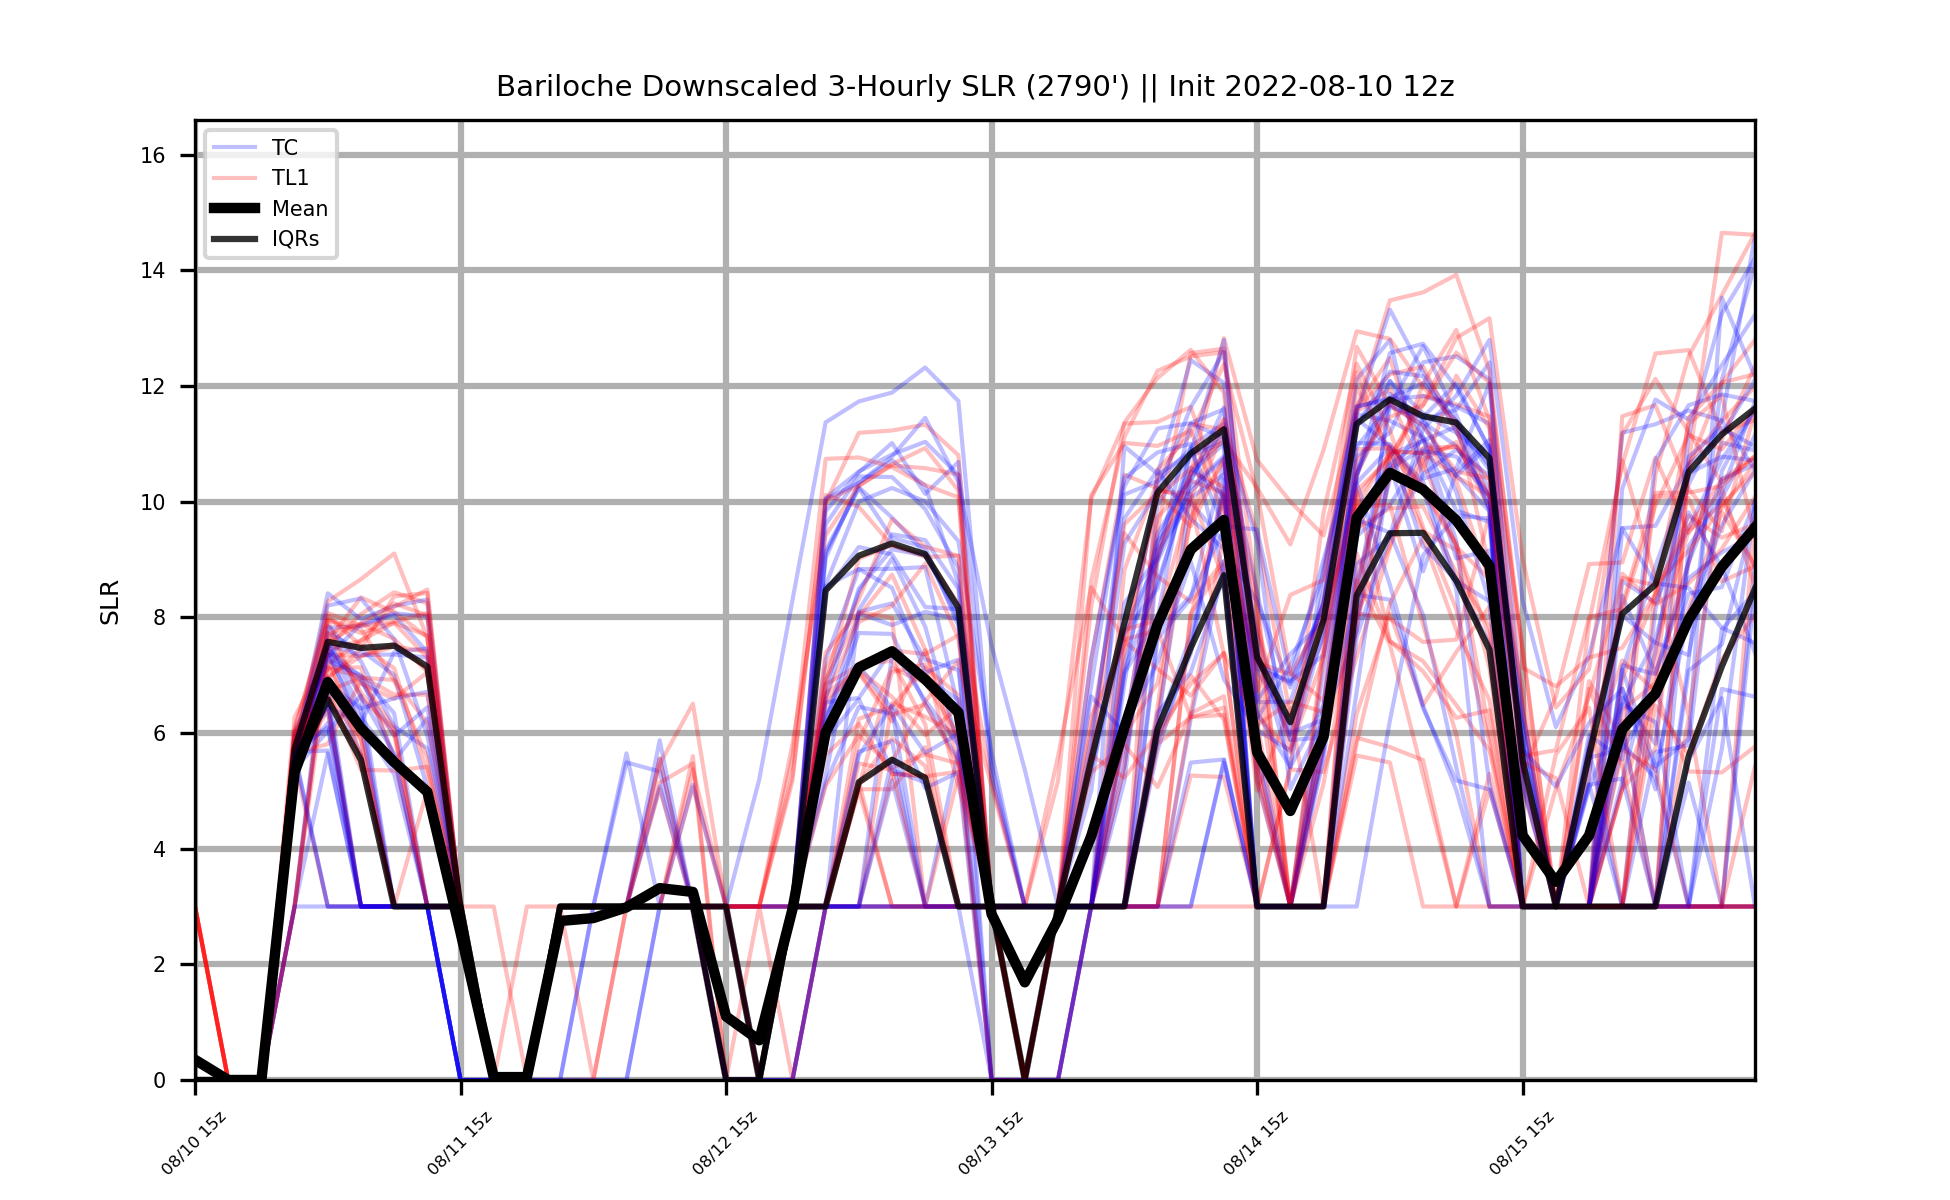 Bariloche Downscaled 3-Hourly SLR (2790') || Init 2022-08-10 12z
TC
TL1
Mean
IQRs
SLR
16
14
12
10
8
6
4
2
0
08/10 15z
08/11 15z
08/12 15z
08/13 15z
08/14 15z
08/15 15z